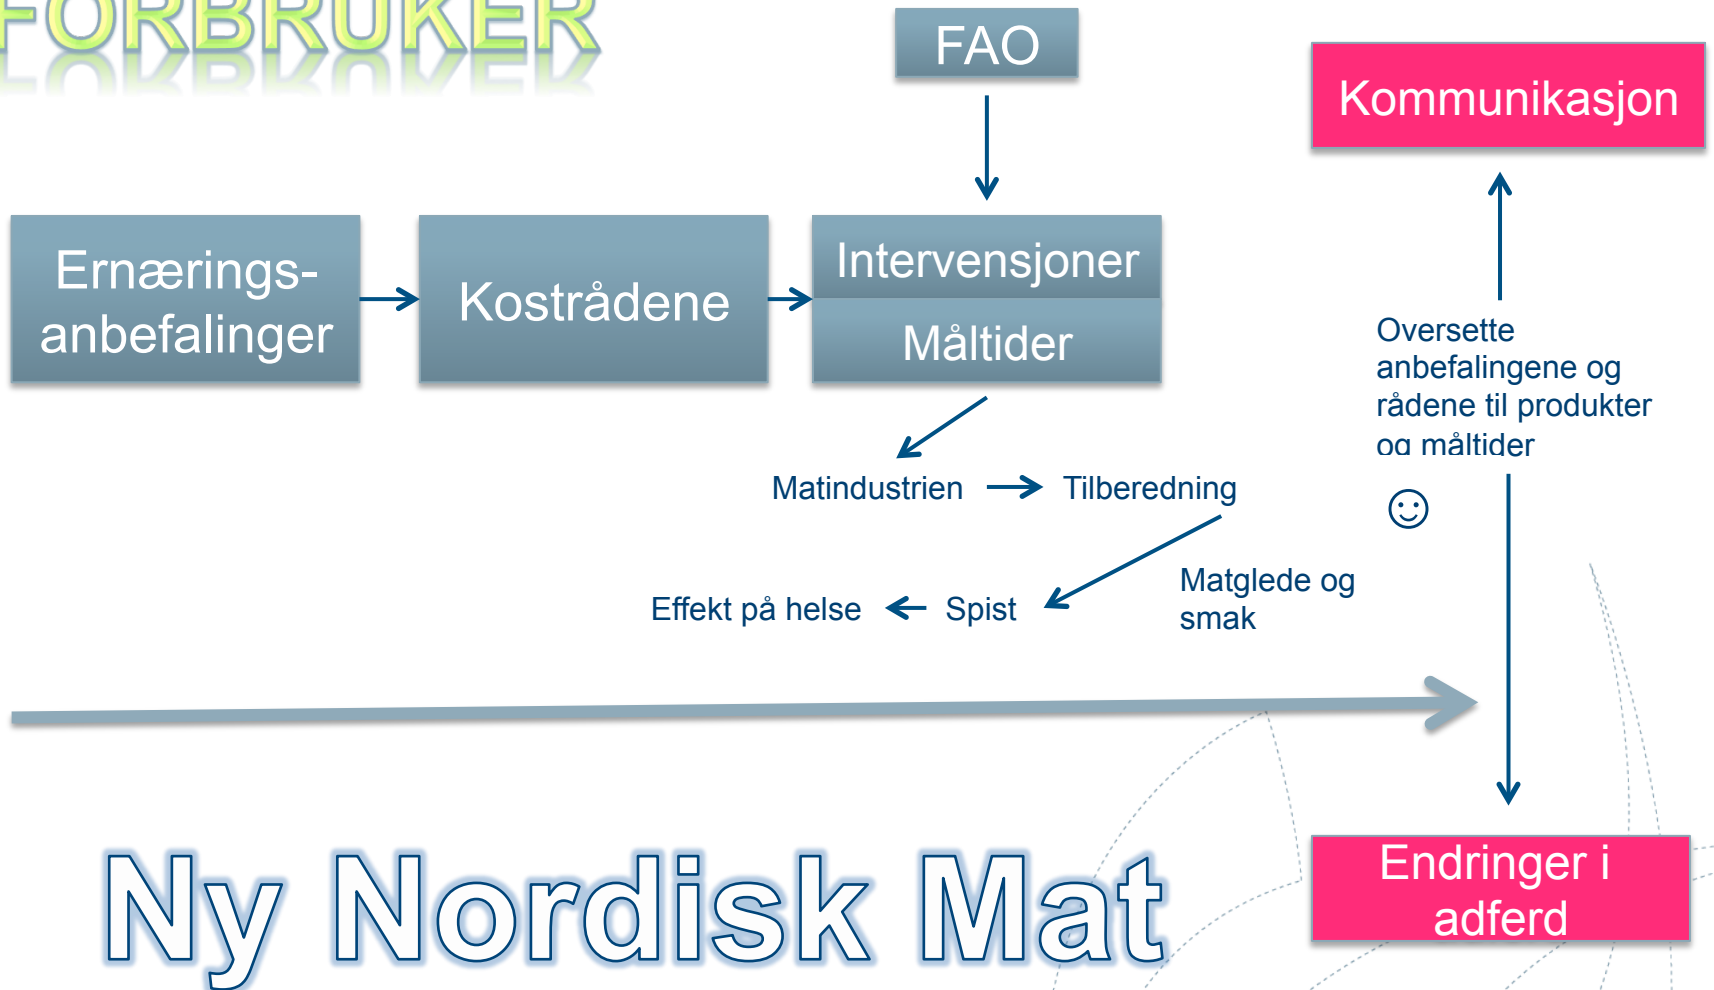 FORBRUKER
FAO
Kommunikasjon
Ernærings-
anbefalinger
Kostrådene
Intervensjoner
Måltider
Oversette
anbefalingene og
rådene til produkter
og måltider
Matindustrien
Tilberedning
Matglede og
smak
Effekt på helse
Spist
Ny Nordisk Mat
Endringer i
adferd